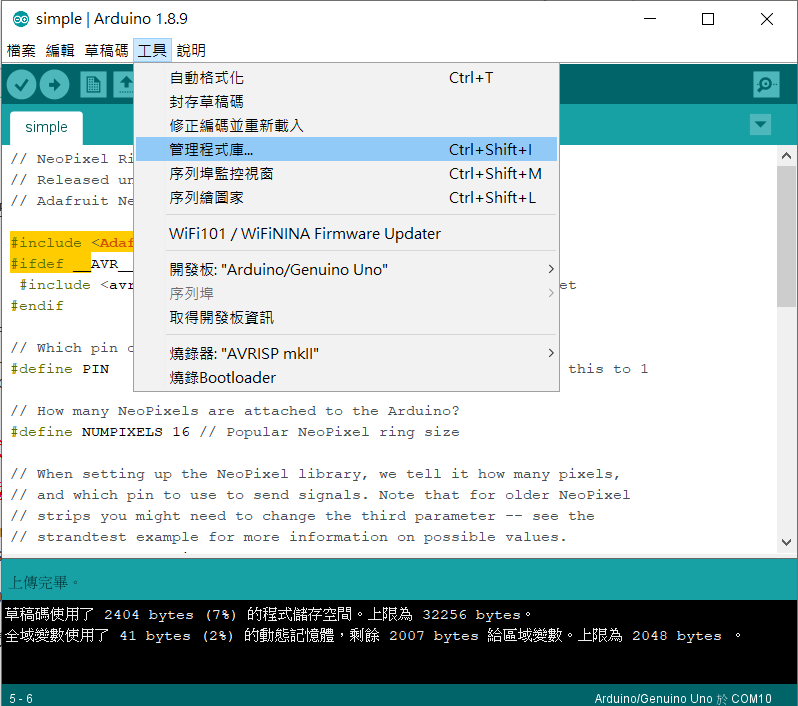 simple | Arduino 1.8.9
檔案 編輯 草稿碼 工具 說明
simple
自動格式化 Ctrl+T
封存草稿碼
修正編碼並重新載入
管理程式庫... Ctrl+Shift+I
序列埠監控視窗 Ctrl+Shift+M
序列繪圖家 Ctrl+Shift+L
WiFi101 / WiFiNINA Firmware Updater
開發板: "Arduino/Genuino Uno"
序列埠
取得開發板資訊
燒錄器: "AVRISP mkII"
燒錄Bootloader
// NeoPixel Ri
// Released un
// Adafruit Ne
#include <Adaf
#ifdef __AVR__
#include <avr et
#endif
// Which pin o
#define PIN this to 1
// How many NeoPixels are attached to the Arduino?
#define NUMPIXELS 16 // Popular NeoPixel ring size
// When setting up the NeoPixel library, we tell it how many pixels,
// and which pin to use to send signals. Note that for older NeoPixel
// strips you might need to change the third parameter -- see the
// strandtest example for more information on possible values.
上傳完畢。
草稿碼使用了 2404 bytes (7%) 的程式儲存空間。上限為 32256 bytes。
全域變數使用了 41 bytes (2%) 的動態記憶體，剩餘 2007 bytes 給區域變數。上限為 2048 bytes 。
5 - 6 Arduino/Genuino Uno 於 COM10